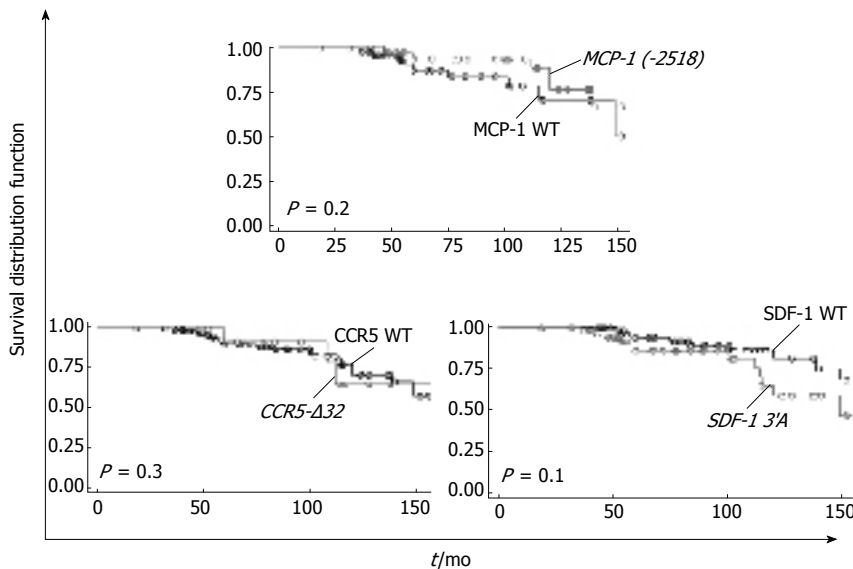 Survival distribution function
1.00
0.75
0.50
0.25
0.00
P = 0.2
MCP-1 (-2518)
MCP-1 WT
0 25 50 75 100 125 150
1.00
0.75
0.50
0.25
0.00
P = 0.3
CCR5 WT
CCR5-Δ32
0 50 100 150
1.00
0.75
0.50
0.25
0.00
P = 0.1
SDF-1 WT
SDF-1 3'A
0 50 100 150
t/mo